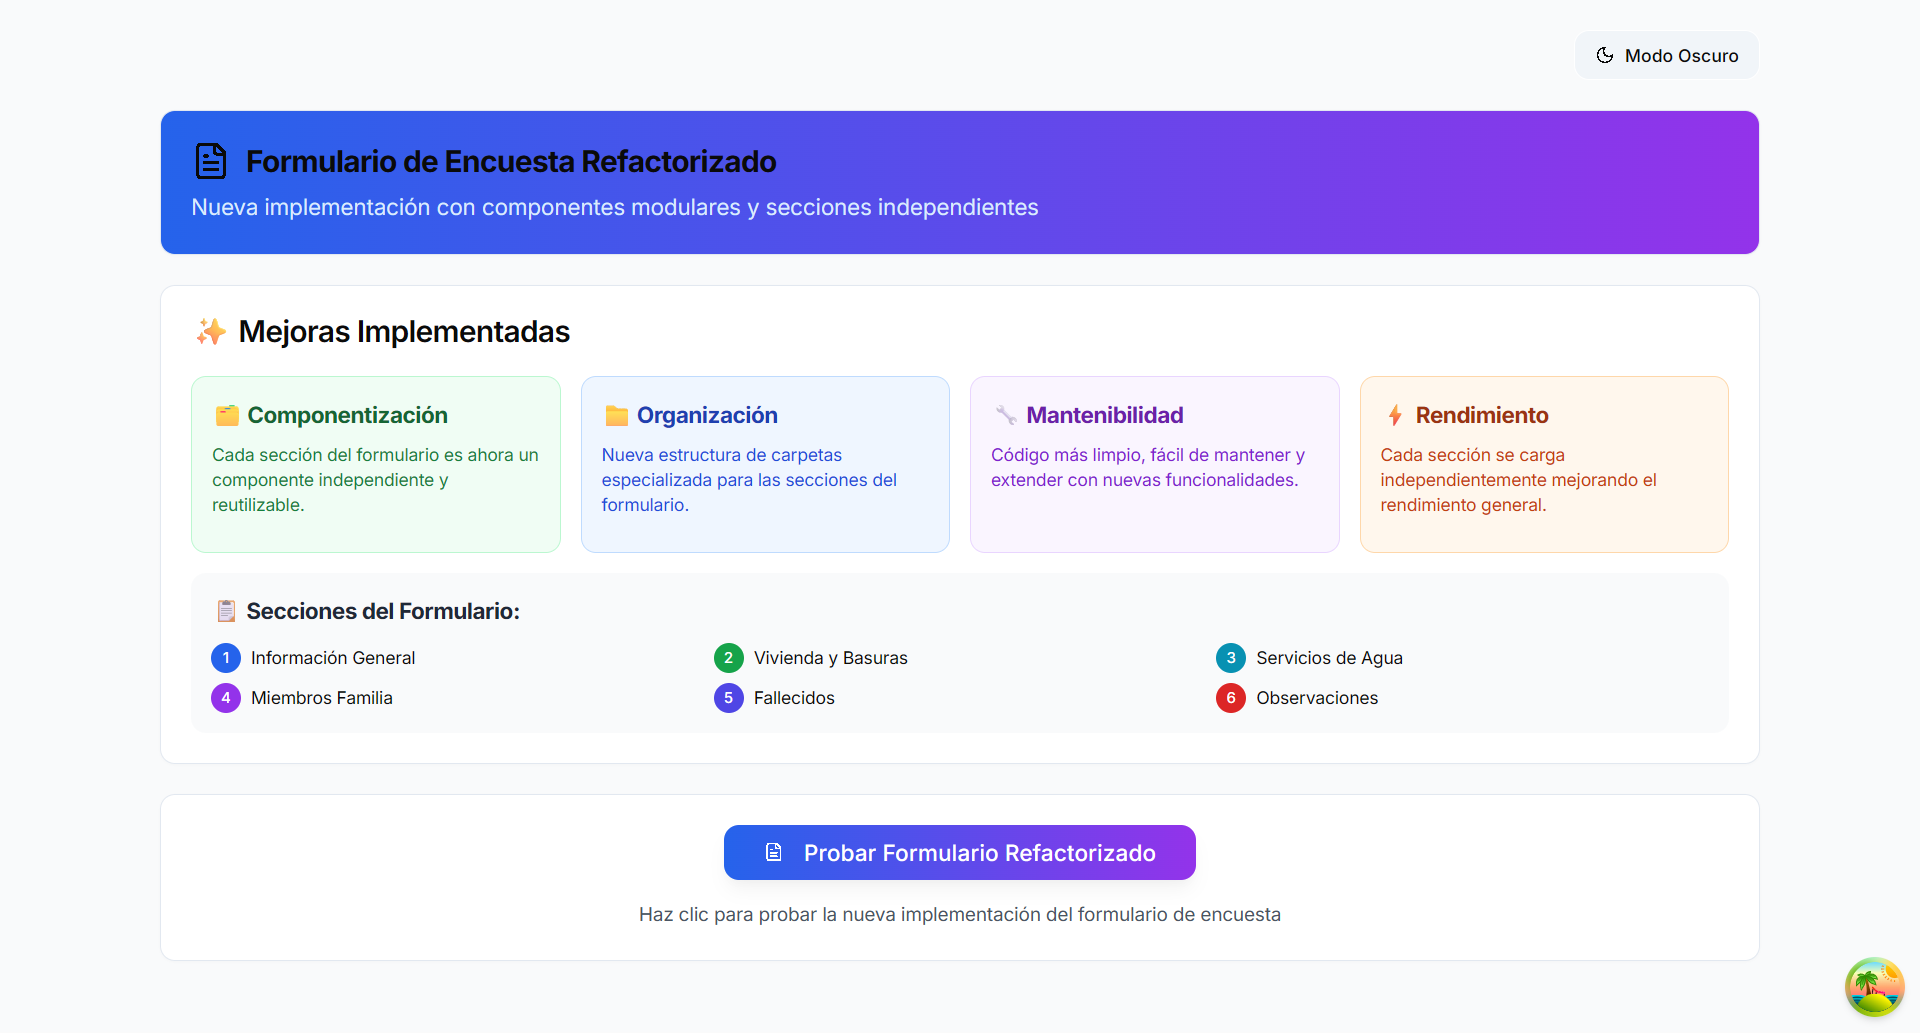 Modo Oscuro
Formulario de Encuesta Refactorizado
Nueva implementación con componentes modulares y secciones independientes
Mejoras Implementadas
Componentización
Cada sección del formulario es ahora un
componente independiente y
reutilizable.
Organización
Nueva estructura de carpetas
especializada para las secciones del
formulario.
Mantenibilidad
Código más limpio, fácil de mantener y
extender con nuevas funcionalidades.
Rendimiento
Cada sección se carga
independientemente mejorando el
rendimiento general.
Secciones del Formulario:
1 Información General
2 Vivienda y Basuras
3 Servicios de Agua
4 Miembros Familia
5 Fallecidos
6 Observaciones
Probar Formulario Refactorizado
Haz clic para probar la nueva implementación del formulario de encuesta